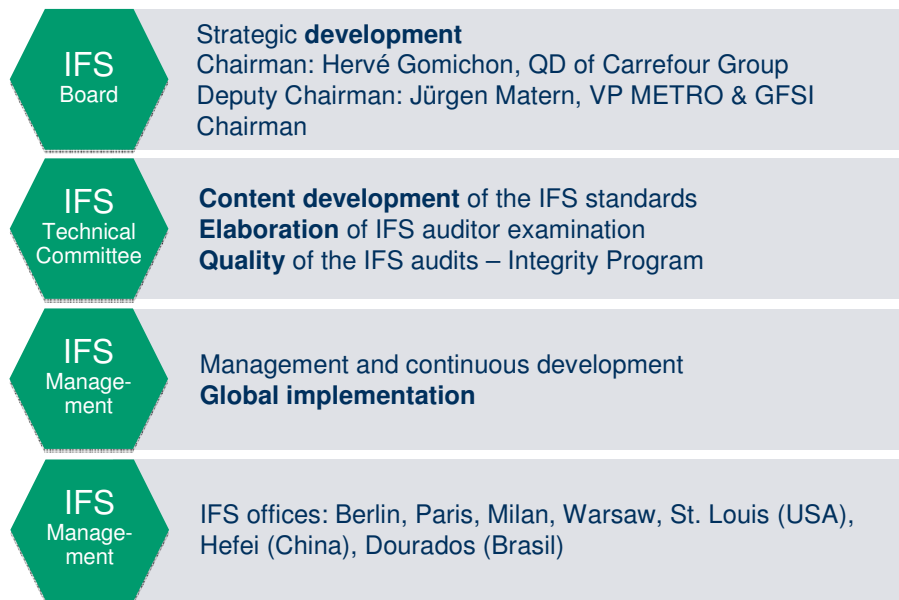 IFS
Board
Strategic development
Chairman: Hervé Gomichon, QD of Carrefour Group
Deputy Chairman: Jürgen Matern, VP METRO & GFSI
Chairman
IFS
Technical
Committee
Content development of the IFS standards
Elaboration of IFS auditor examination
Quality of the IFS audits – Integrity Program
IFS
Manage-
ment
Management and continuous development
Global implementation
IFS
Manage-
ment
IFS offices: Berlin, Paris, Milan, Warsaw, St. Louis (USA),
Hefei (China), Dourados (Brasil)